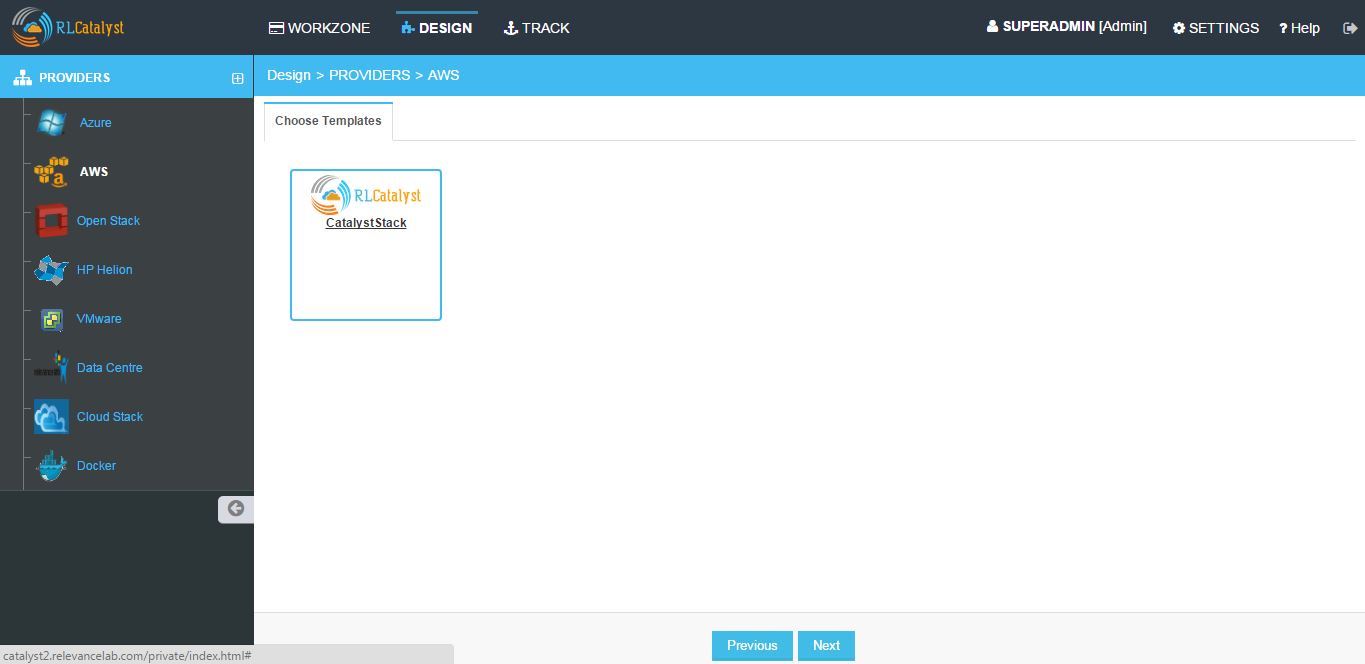 RLCatalyst
WORKZONE
DESIGN
TRACK
SUPERADMIN [Admin]
SETTINGS
? Help
PROVIDERS
Design > PROVIDERS > AWS
Azure
AWS
Open Stack
HP Helion
VMware
Data Centre
Cloud Stack
Docker
Choose Templates
RLCatalyst
CatalystStack
Previous
Next
catalyst2.relevancelab.com/private/index.html#